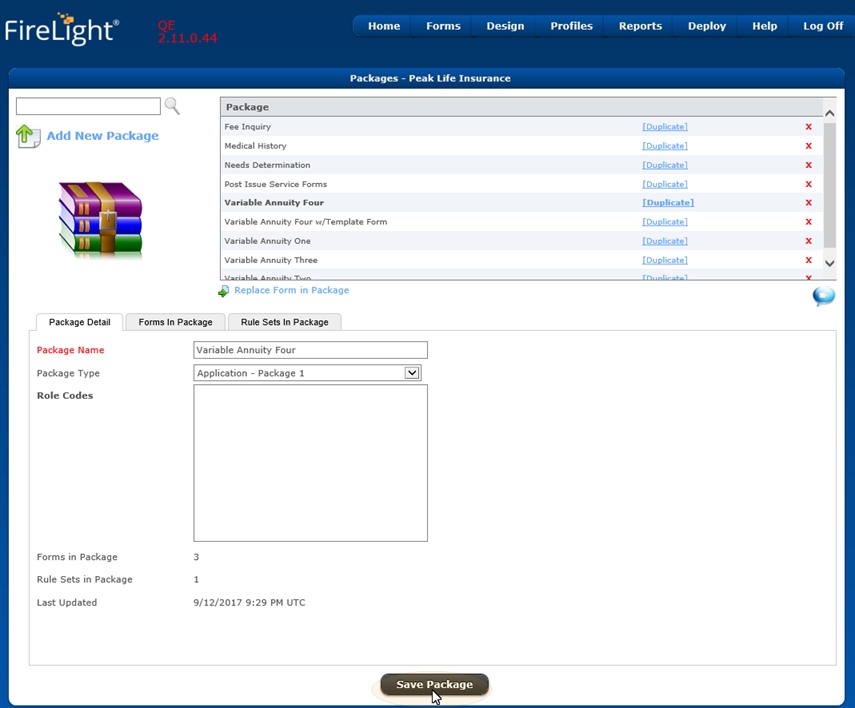 FireLight®
QE
2.11.0.44
Home Forms Design Profiles Reports Deploy Help Log Off
Packages - Peak Life Insurance
Add New Package
Package
Fee Inquiry [Duplicate] X
Medical History [Duplicate] X
Needs Determination [Duplicate] X
Post Issue Service Forms [Duplicate] X
Variable Annuity Four [Duplicate] X
Variable Annuity Four w/Template Form [Duplicate] X
Variable Annuity One [Duplicate] X
Variable Annuity Three [Duplicate] X
Variable Annuity Two [Duplicate] X
Replace Form in Package
Package Detail Forms In Package Rule Sets In Package
Package Name Variable Annuity Four
Package Type Application - Package 1
Role Codes
Forms in Package 3
Rule Sets in Package 1
Last Updated 9/12/2017 9:29 PM UTC
Save Package